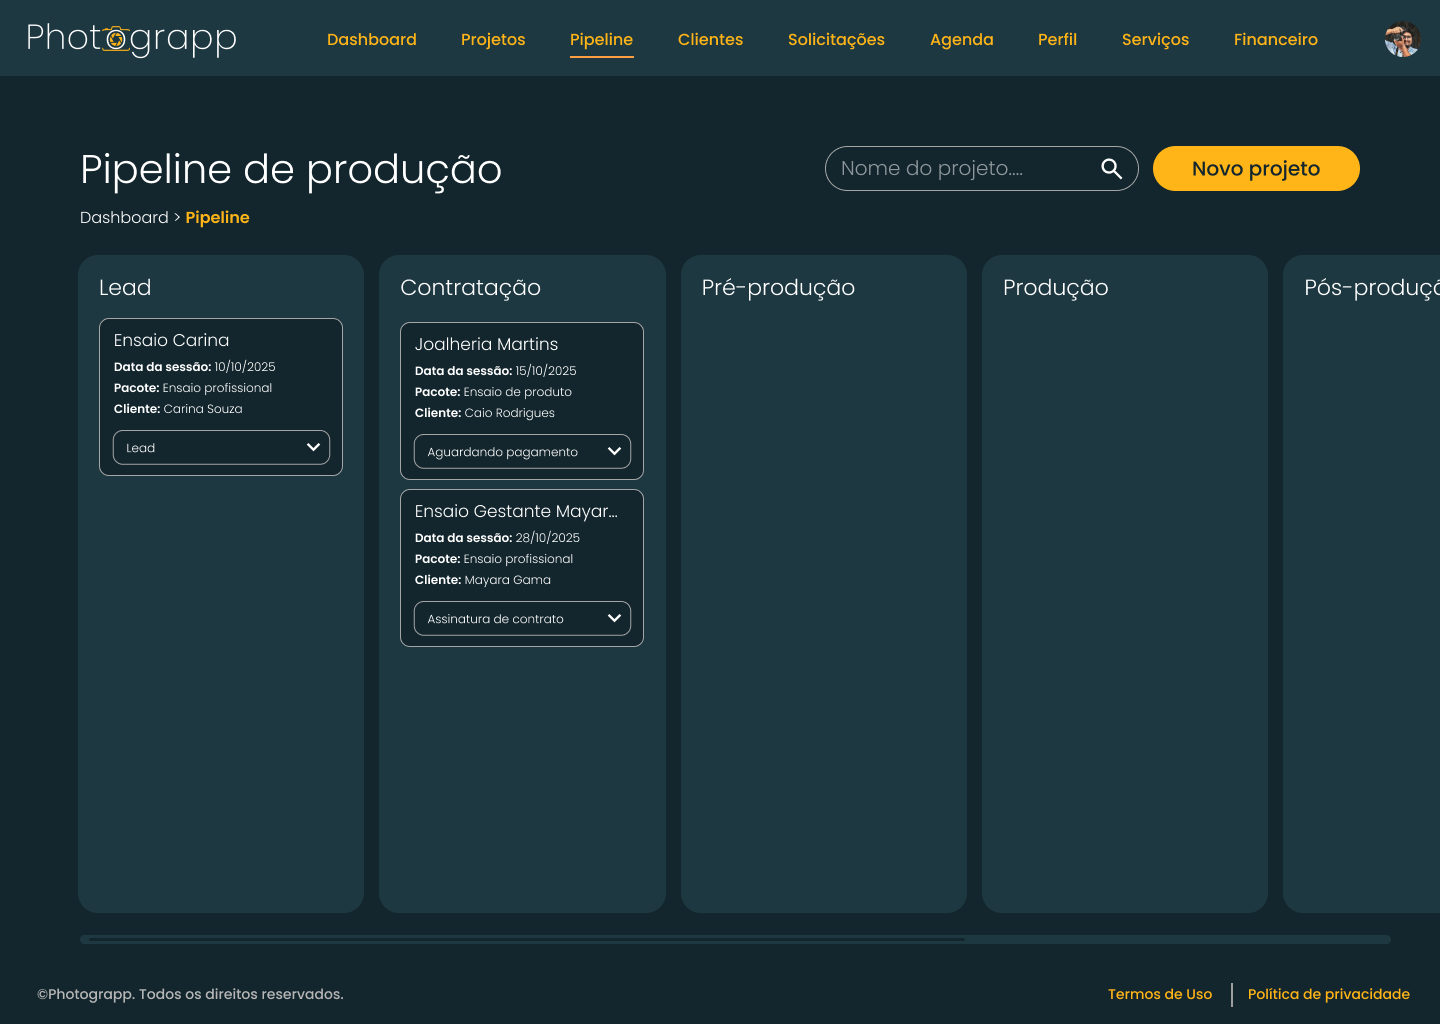 Photograpp
Dashboard Projetos Pipeline Clientes Solicitações Agenda Perfil Serviços Financeiro
Pipeline de produção
Nome do projeto....
Novo projeto
Dashboard > Pipeline
Lead
Ensaio Carina
Data da sessão: 10/10/2025
Pacote: Ensaio profissional
Cliente: Carina Souza
Lead
Contratação
Joalheria Martins
Data da sessão: 15/10/2025
Pacote: Ensaio de produto
Cliente: Caio Rodrigues
Aguardando pagamento
Ensaio Gestante Mayar...
Data da sessão: 28/10/2025
Pacote: Ensaio profissional
Cliente: Mayara Gama
Assinatura de contrato
Pré-produção
Produção
Pós-produç
©Photograpp. Todos os direitos reservados.
Termos de Uso
Política de privacidade